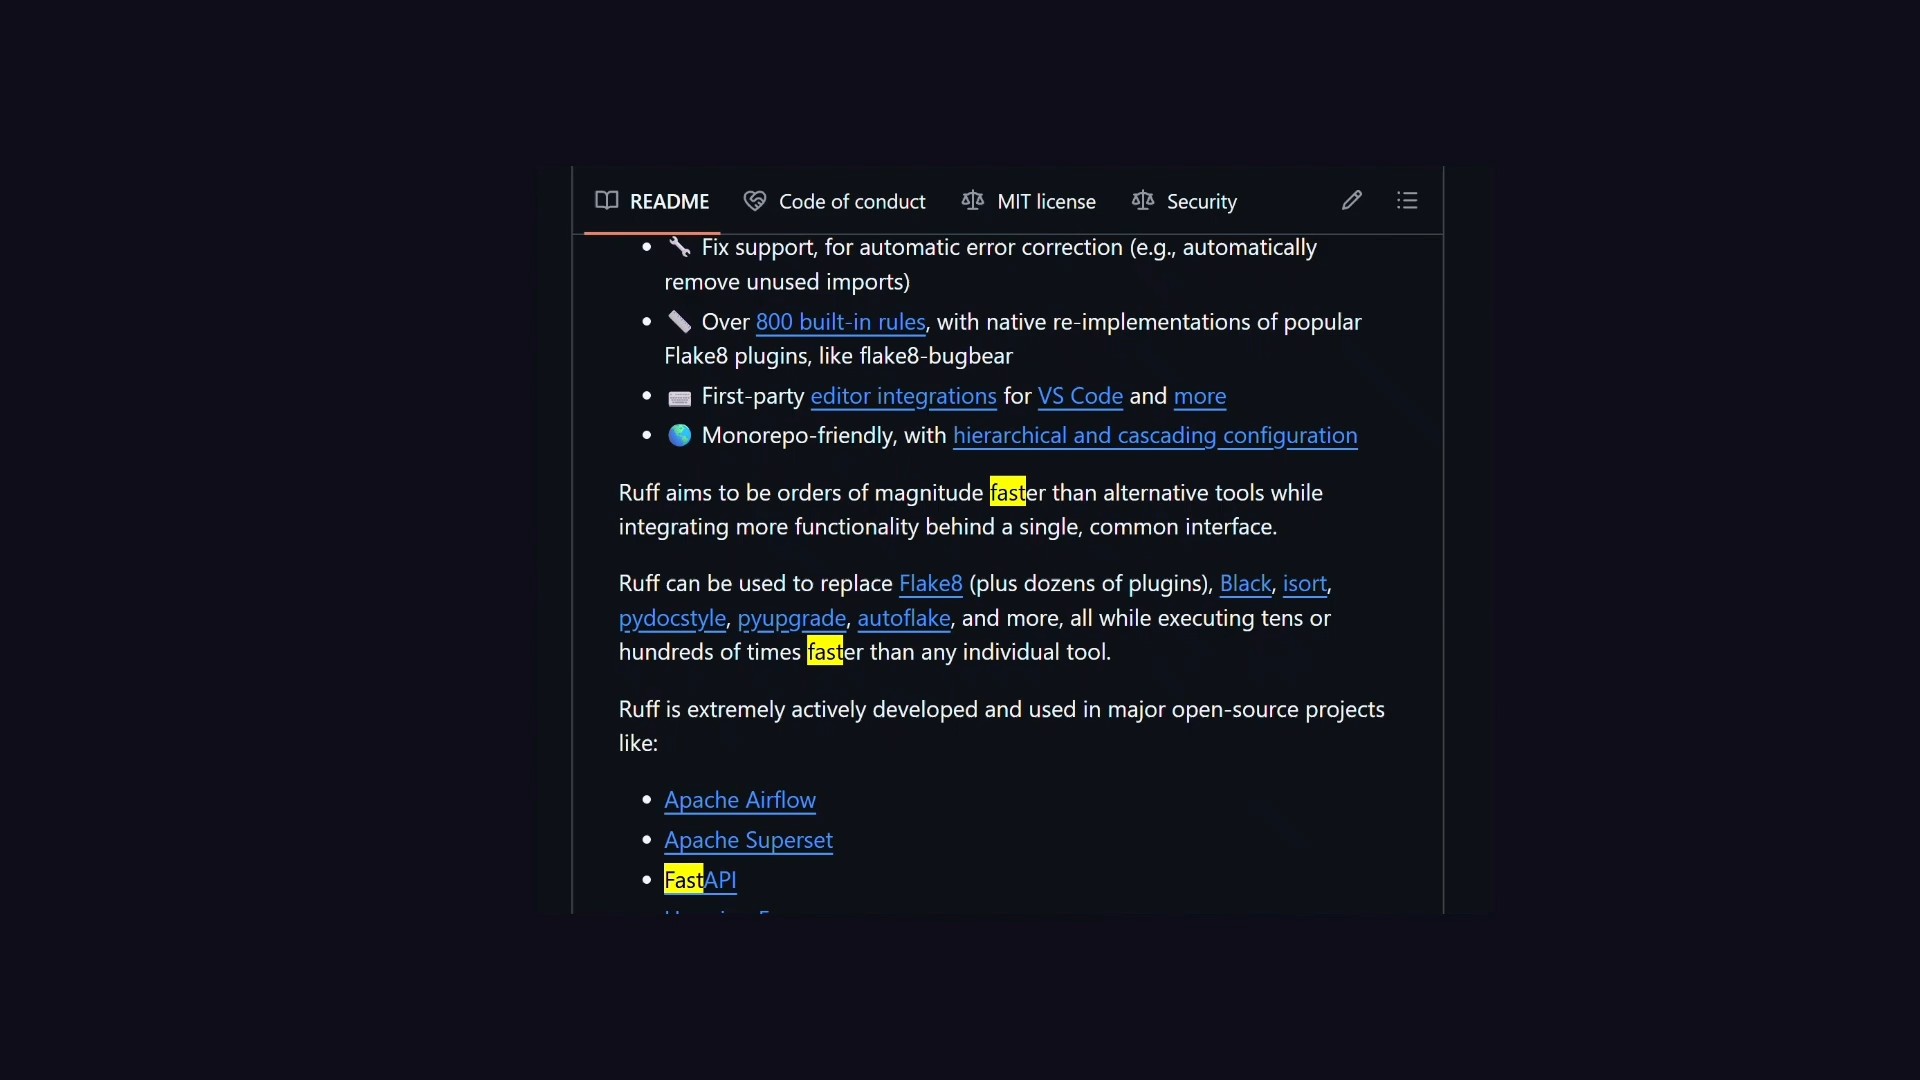 README Code of conduct MIT license Security
Fix support, for automatic error correction (e.g., automatically
remove unused imports)
Over 800 built-in rules, with native re-implementations of popular
Flake8 plugins, like flake8-bugbear
First-party editor integrations for VS Code and more
Monorepo-friendly, with hierarchical and cascading configuration
Ruff aims to be orders of magnitude faster than alternative tools while
integrating more functionality behind a single, common interface.
Ruff can be used to replace Flake8 (plus dozens of plugins), Black, isort,
pydocstyle, pyupgrade, autoflake, and more, all while executing tens or
hundreds of times faster than any individual tool.
Ruff is extremely actively developed and used in major open-source projects
like:
Apache Airflow
Apache Superset
FastAPI